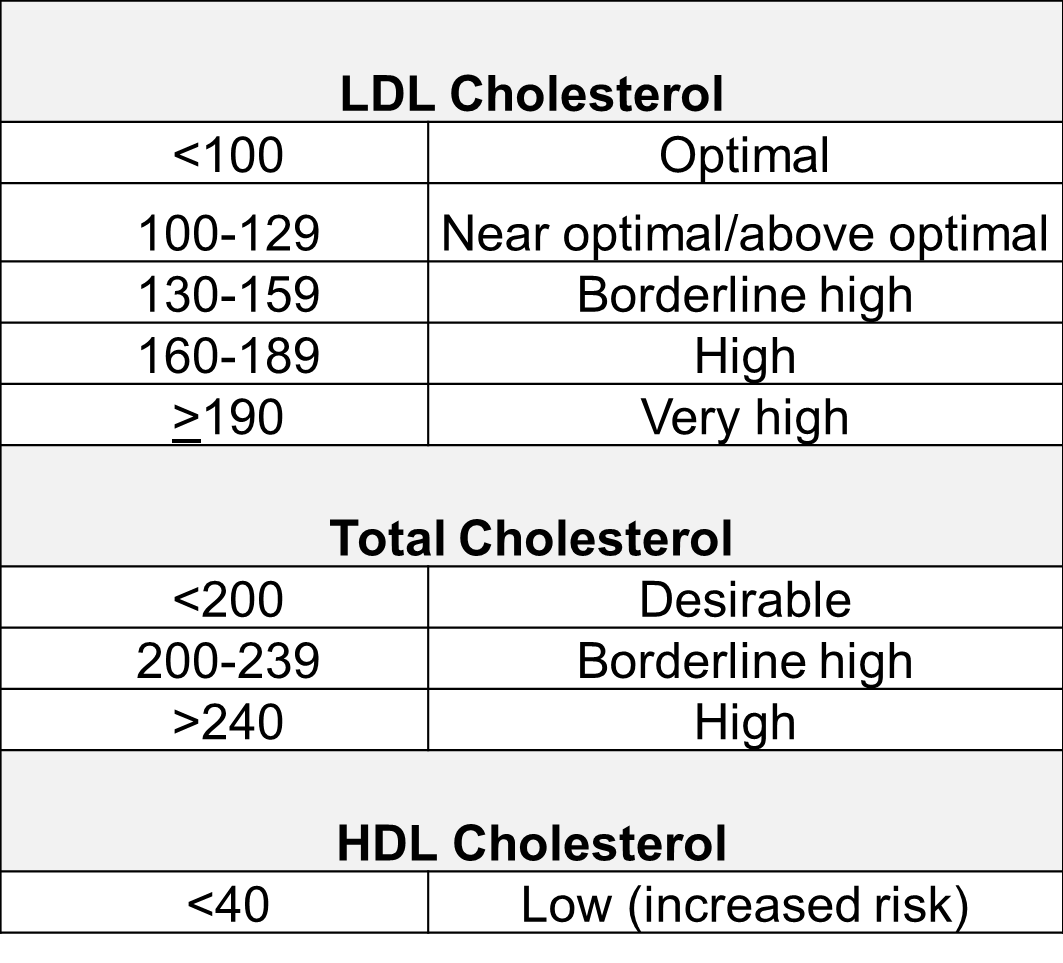 LDL Cholesterol
<100 Optimal
100-129 Near optimal/above optimal
130-159 Borderline high
160-189 High
≥190 Very high
Total Cholesterol
<200 Desirable
200-239 Borderline high
>240 High
HDL Cholesterol
<40 Low (increased risk)